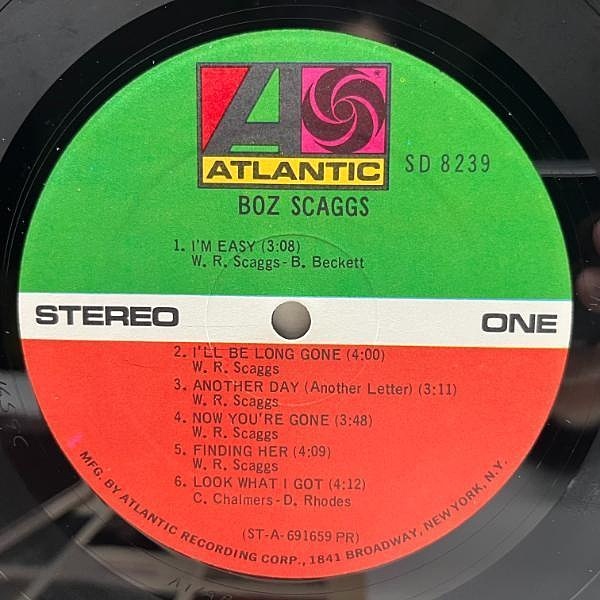 ATLANTIC
SD 8239
BOZ SCAGGS
1. I'M EASY (3:08)
W. R. Scaggs - B. Beckett
STEREO ONE
2. I'LL BE LONG GONE (4:00)
W. R. Scaggs
3. ANOTHER DAY (Another Letter) (3:11)
W. R. Scaggs
4. NOW YOU'RE GONE (3:48)
W. R. Scaggs
5. FINDING HER (4:09)
W. R. Scaggs
6. LOOK WHAT I GOT (4:12)
C. Chalmers - D. Rhodes
(ST-A-691659 PR)
MFG. BY ATLANTIC RECORDING CORP., 1841 BROADWAY, NEW YORK, N.Y.